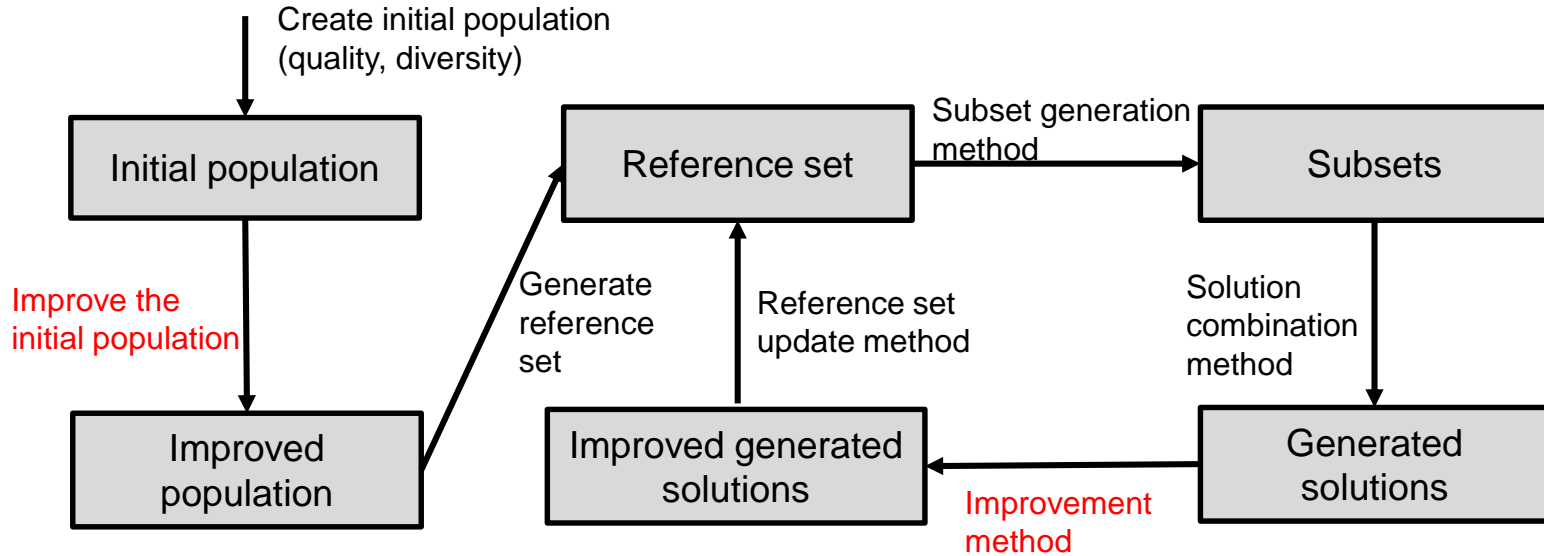 Create initial population
(quality, diversity)
Initial population
Improve the
initial population
Improved
population
Generate
reference
set
Reference set
Subset generation
method
Subsets
Solution
combination
method
Generated
solutions
Improvement
method
Improved generated
solutions
Reference set
update method